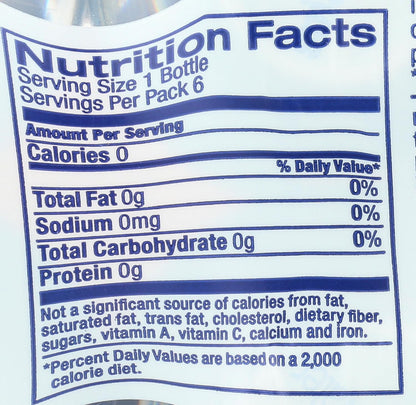 Nutrition Facts
Serving Size 1 Bottle
Servings Per Pack 6
Amount Per Serving
Calories 0
% Daily Value*
Total Fat 0g 0%
Sodium 0mg 0%
Total Carbohydrate 0g 0%
Protein 0g
Not a significant source of calories from fat,
saturated fat, trans fat, cholesterol, dietary fiber,
sugars, vitamin A, vitamin C, calcium and iron.
*Percent Daily Values are based on a 2,000
calorie diet.